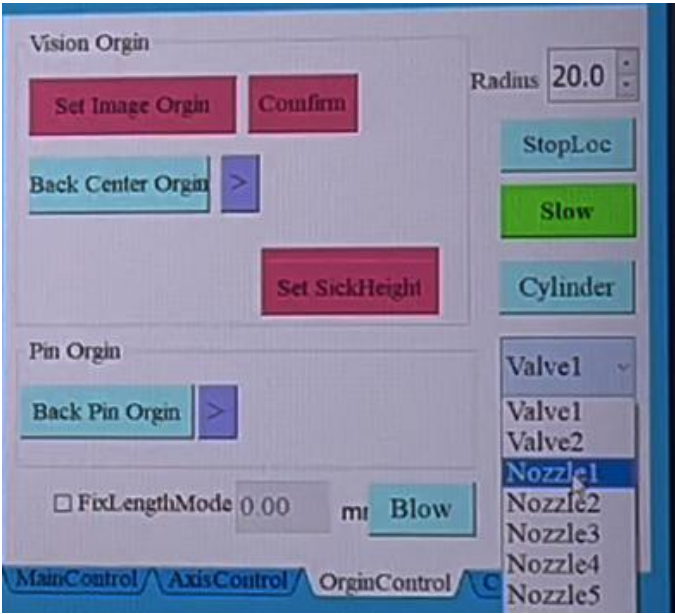 Vision Orgin
Set Image Orgin
Comfirm
Radius 20.0
Back Center Orgin >
StopLoc
Slow
Set SickHeight
Cylinder
Pin Orgin
Valve1
Back Pin Orgin >
Valve1
Valve2
Nozzle1
Nozzle2
Nozzle3
Nozzle4
Nozzle5
FixLengthMode 0.00 m
Blow
MainControl
AxisControl
OrginControl
C